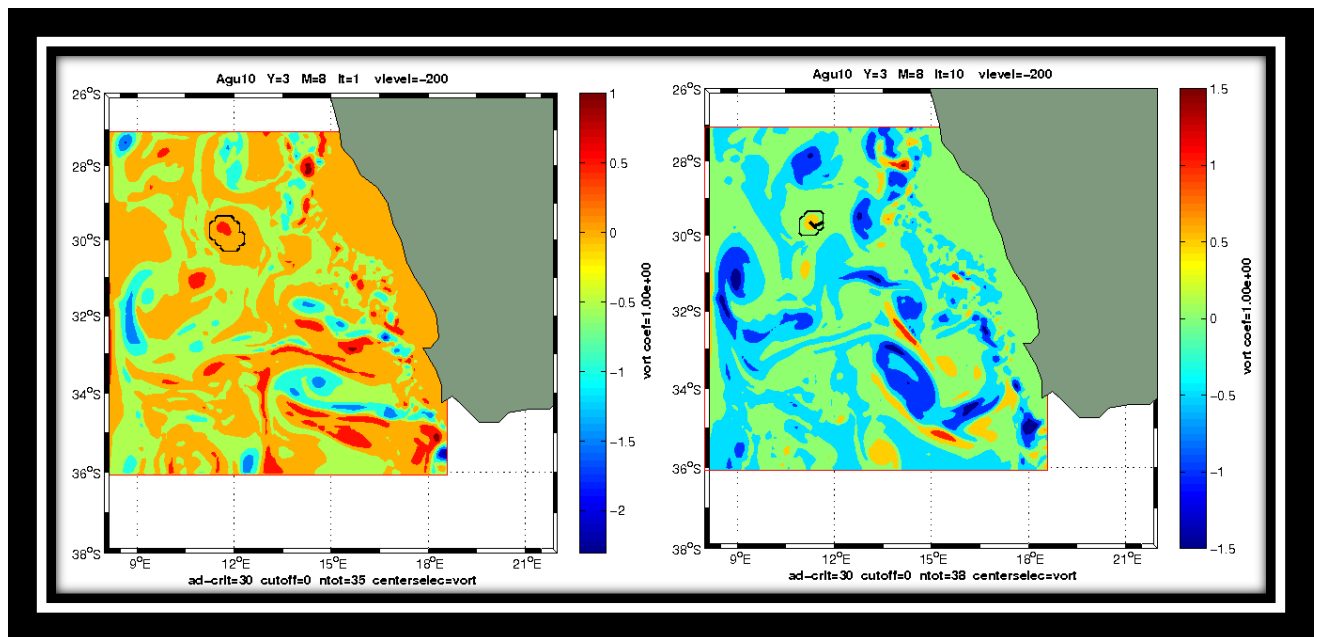 Agu10 Y=3 M=8 It=1 vlevel=-200
26°S
28°S
30°S
32°S
34°S
36°S
38°S
9°E
12°E
15°E
18°E
21°E
1
0.5
0
-0.5
-1
-1.5
-2
vort coef=1.00e+00
ad-crit=30 cutoff=0 ntot=35 centerselec=vort
Agu10 Y=3 M=8 It=10 vlevel=-200
26°S
28°S
30°S
32°S
34°S
36°S
38°S
9°E
12°E
15°E
18°E
21°E
1.5
1
0.5
0
-0.5
-1
-1.5
vort coef=1.00e+00
ad-crit=30 cutoff=0 ntot=38 centerselec=vort